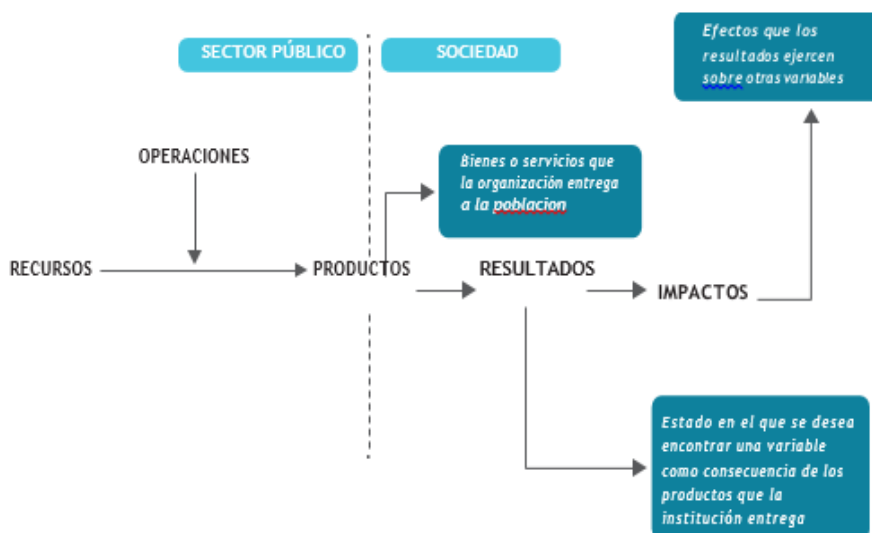 SECTOR PÚBLICO
SOCIEDAD
Efectos que los
resultados ejercen
sobre otras variables
OPERACIONES
Bienes o servicios que
la organización entrega
a la poblacion
RECURSOS
PRODUCTOS
RESULTADOS
IMPACTOS
Estado en el que se desea
encontrar una variable
como consecuencia de los
productos que la
institución entrega